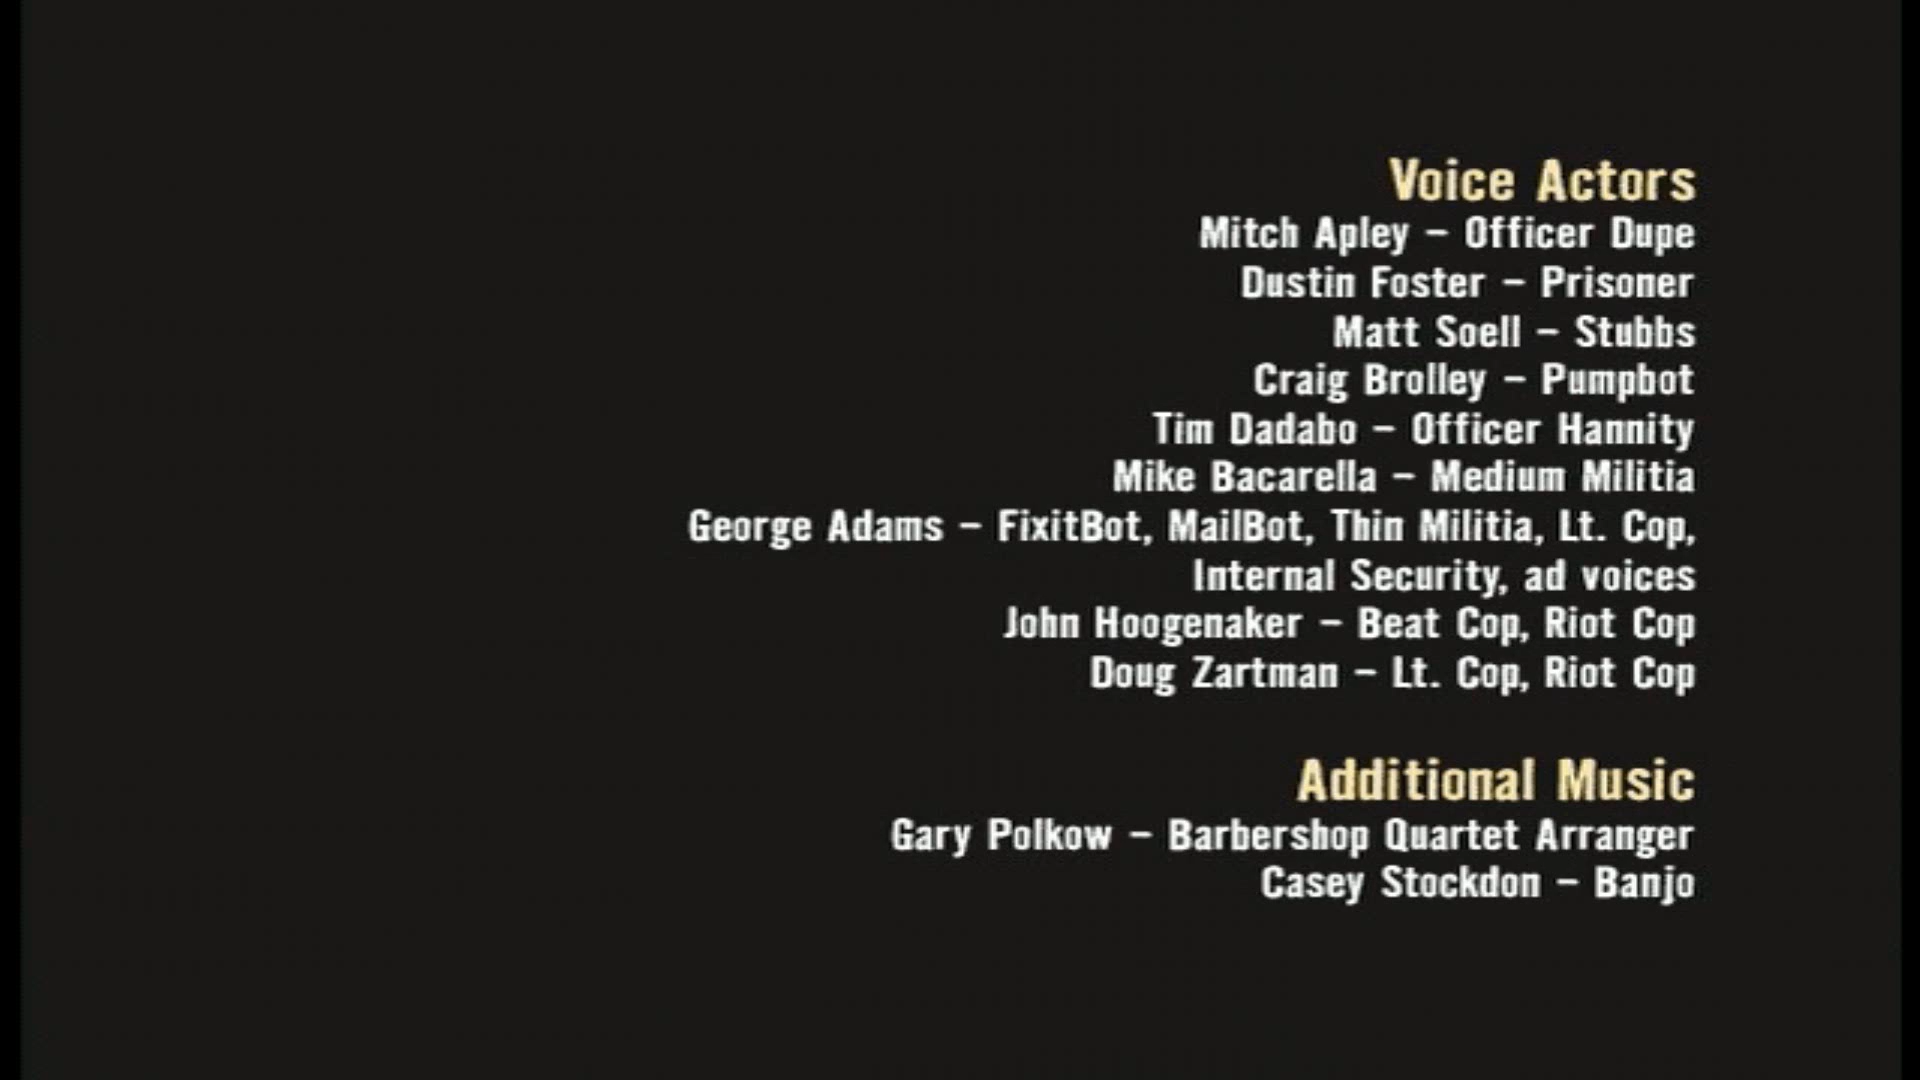 Voice Actors
Mitch Apley – Officer Dupe
Dustin Foster – Prisoner
Matt Soell – Stubbs
Craig Brolley – Pumpbot
Tim Dadabo – Officer Hannity
Mike Bacarella – Medium Militia
George Adams – FixitBot, MailBot, Thin Militia, Lt. Cop,
Internal Security, ad voices
John Hoogenaker – Beat Cop, Riot Cop
Doug Zartman – Lt. Cop, Riot Cop
Additional Music
Gary Polkow – Barbershop Quartet Arranger
Casey Stockdon – Banjo